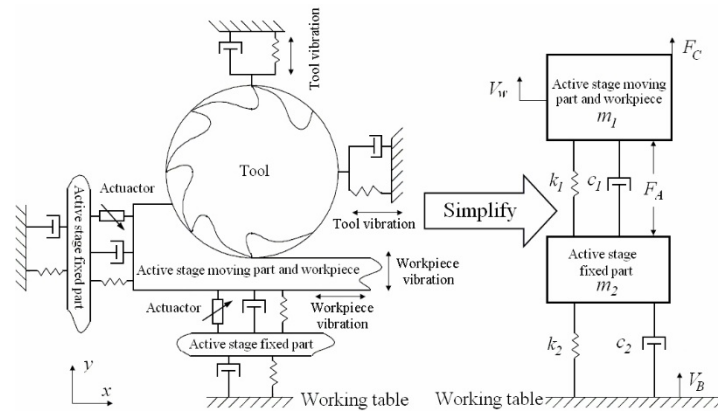 Tool vibration
Tool
Tool vibration
Actuactor
Active stage
fixed part
Active stage moving part and workpiece
Workpiece
vibration
Actuactor
Workpiece
vibration
Active stage fixed part
y
x
Working table
Simplify
F_C
V_w
Active stage moving
part and workpiece
m_1
k_1
c_1
F_A
Active stage
fixed part
m_2
k_2
c_2
V_B
Working table